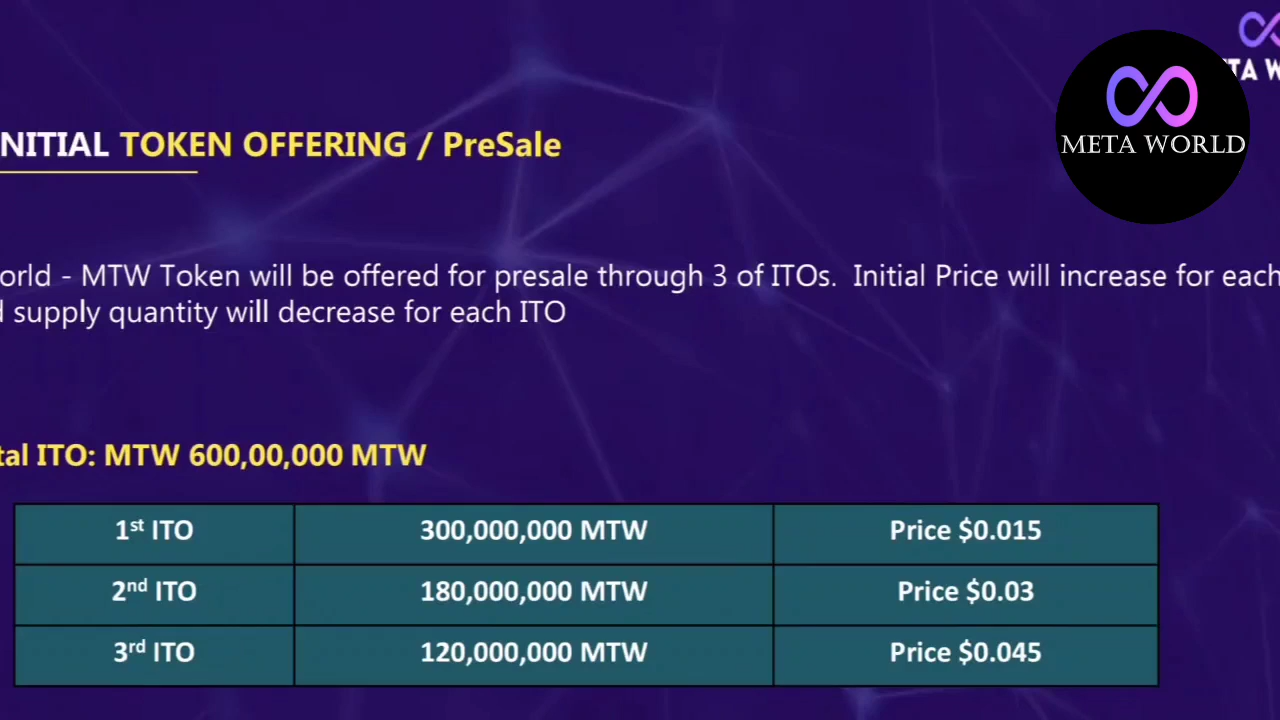 NITIAL TOKEN OFFERING / PreSale
META WORLD
TA W
orld - MTW Token will be offered for presale through 3 of ITOs. Initial Price will increase for each
d supply quantity will decrease for each ITO
tal ITO: MTW 600,00,000 MTW
1st ITO 300,000,000 MTW Price $0.015
2nd ITO 180,000,000 MTW Price $0.03
3rd ITO 120,000,000 MTW Price $0.045